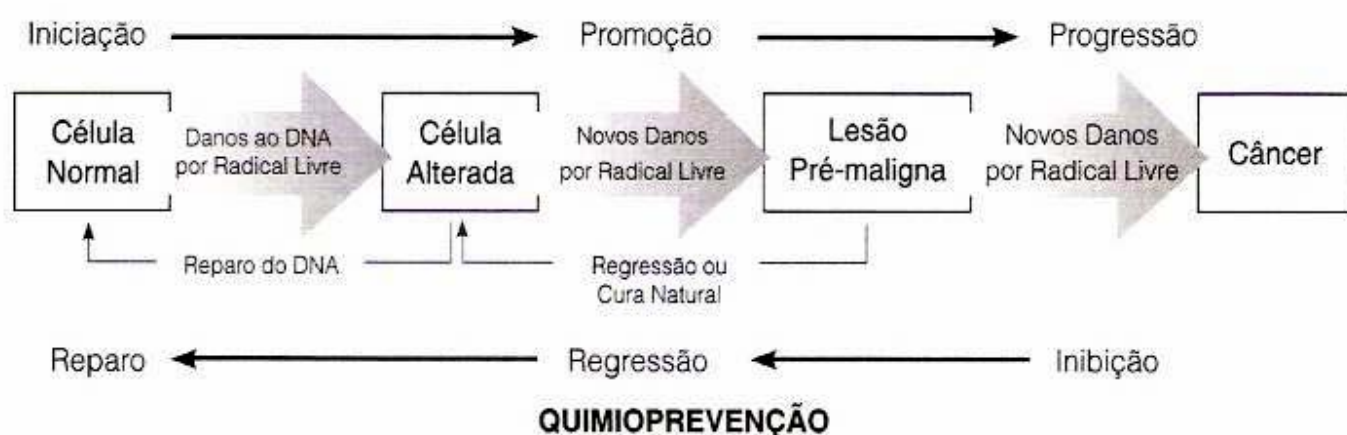 Iniciação
Promoção
Progressão
Célula
Normal
Danos ao DNA
por Radical Livre
Célula
Alterada
Novos Danos
por Radical Livre
Lesão
Pré-maligna
Novos Danos
por Radical Livre
Câncer
Reparo do DNA
Regressão ou
Cura Natural
Reparo
Regressão
Inibição
QUIMIOPREVENÇÃO